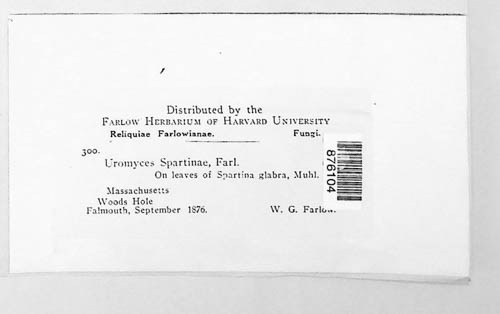 Distributed by the
FARLOW HERBARIUM OF HARVARD UNIVERSITY
Reliquiae Farlowianae. Fungi.
300.
Uromyces Spartinae, Farl.
On leaves of Spartina glabra, Muhl.
Massachusetts
Woods Hole
Falmouth, September 1876. W. G. Farlow.
876104